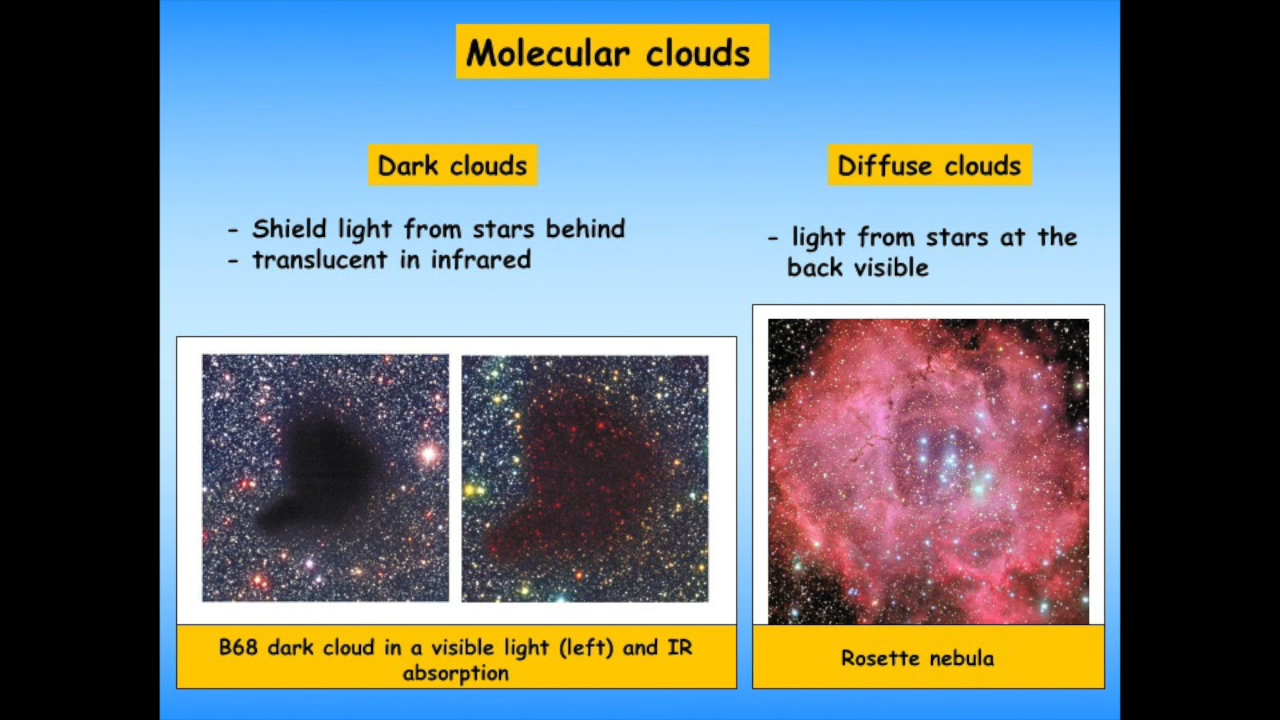 Molecular clouds
Dark clouds
- Shield light from stars behind
- translucent in infrared
Diffuse clouds
- light from stars at the
back visible
B68 dark cloud in a visible light (left) and IR
absorption
Rosette nebula